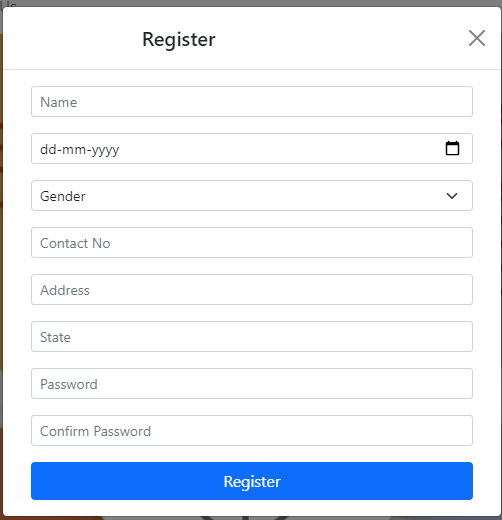 Register
Name
dd-mm-yyyy
Gender
Contact No
Address
State
Password
Confirm Password
Register